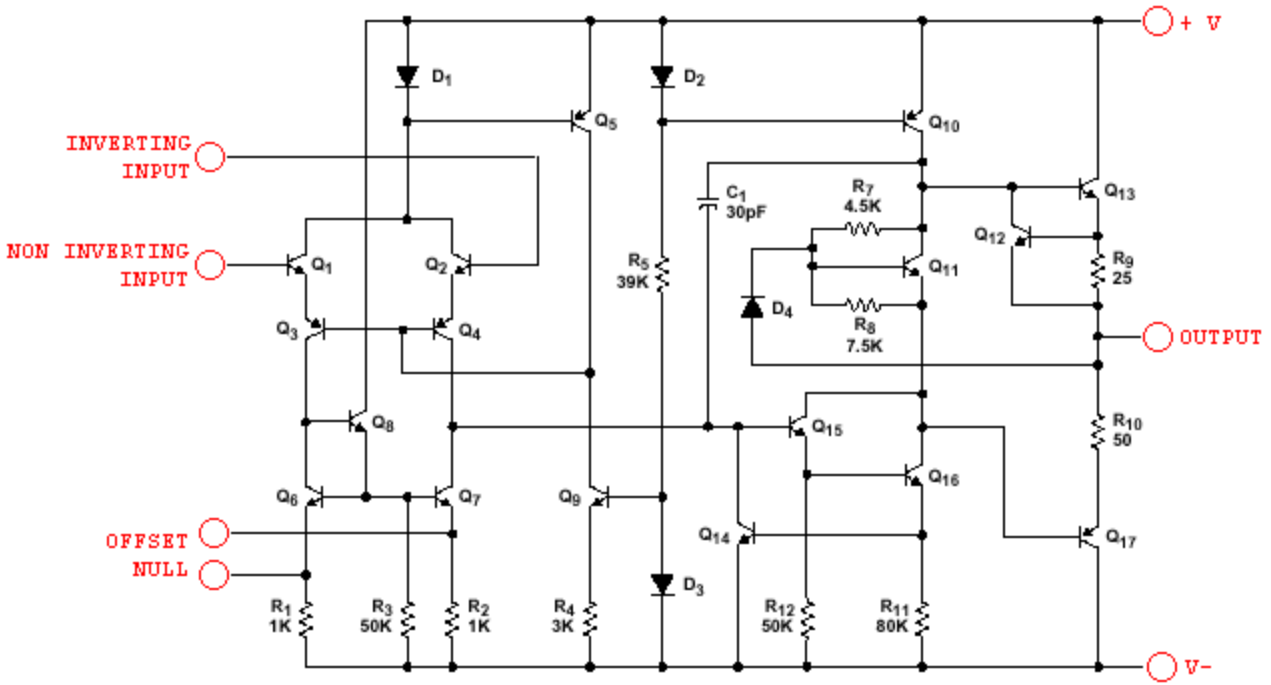 + V
D1
D2
Q5
Q10
INVERTING
INPUT
C1
30pF
R7
4.5K
Q13
Q12
NON INVERTING
INPUT
Q1
Q2
R5
39K
Q11
R9
25
D4
Q3
Q4
R8
7.5K
OUTPUT
Q8
Q15
R10
50
Q6
Q7
Q9
Q16
OFFSET
NULL
Q14
Q17
D3
R1
1K
R3
50K
R2
1K
R4
3K
R12
50K
R11
80K
V-